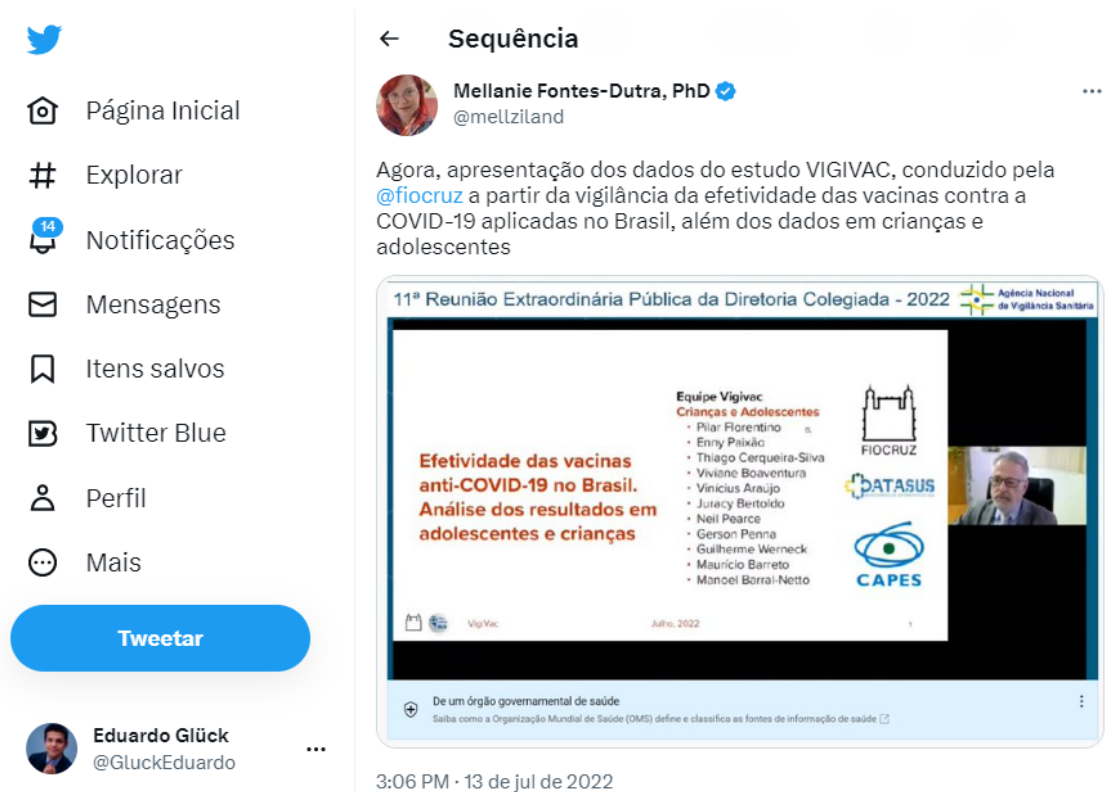 Página Inicial
Explorar
14
Notificações
Mensagens
Itens salvos
Twitter Blue
Perfil
Mais
Tweetar
Eduardo Glück
@GluckEduardo
Sequência
Mellanie Fontes-Dutra, PhD
@mellziland
Agora, apresentação dos dados do estudo VIGIVAC, conduzido pela
@fiocruz a partir da vigilância da efetividade das vacinas contra a
COVID-19 aplicadas no Brasil, além dos dados em crianças e
adolescentes
11ª Reunião Extraordinária Pública da Diretoria Colegiada - 2022
Agência Nacional
de Vigilância Sanitária
Efetividade das vacinas
anti-COVID-19 no Brasil.
Análise dos resultados em
adolescentes e crianças
Equipe Vigivac
Crianças e Adolescentes
• Pilar Florentino
• Enny Paixão
• Thiago Cerqueira-Silva
• Viviane Boaventura
• Vinicius Araújo
• Juracy Bertoldo
• Neil Pearce
• Gerson Penna
• Guilherme Werneck
• Maurício Barreto
• Manoel Barral-Netto
FIOCRUZ
DATASUS
CAPES
VigiVac
Julho, 2022
1
De um órgão governamental de saúde
Saiba como a Organização Mundial de Saúde (OMS) define e classifica as fontes de informação de saúde
3:06 PM · 13 de jul de 2022